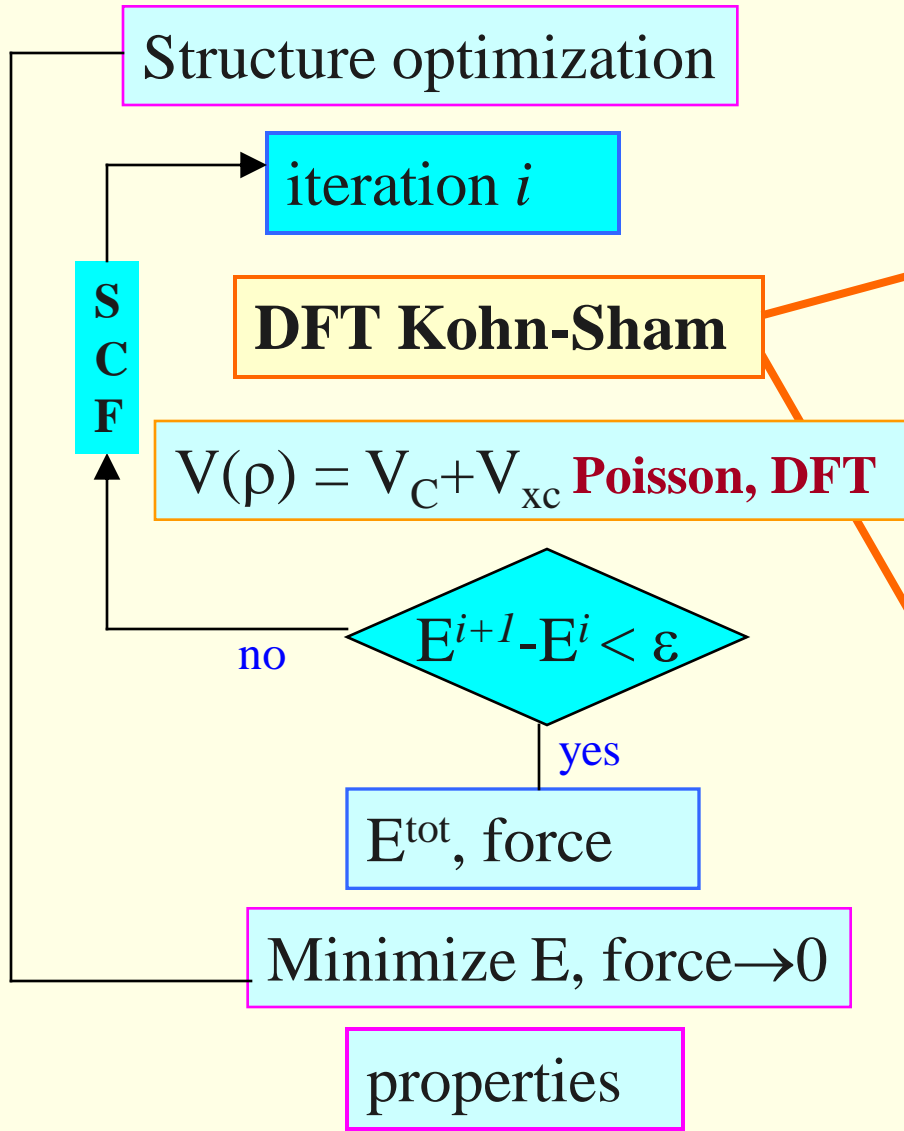 Structure optimization
iteration i
S
C
F
DFT Kohn-Sham
V(ρ) = V_C+V_xc Poisson, DFT
E^{i+1}-E^i < ε
no
yes
E^tot, force
Minimize E, force→0
properties